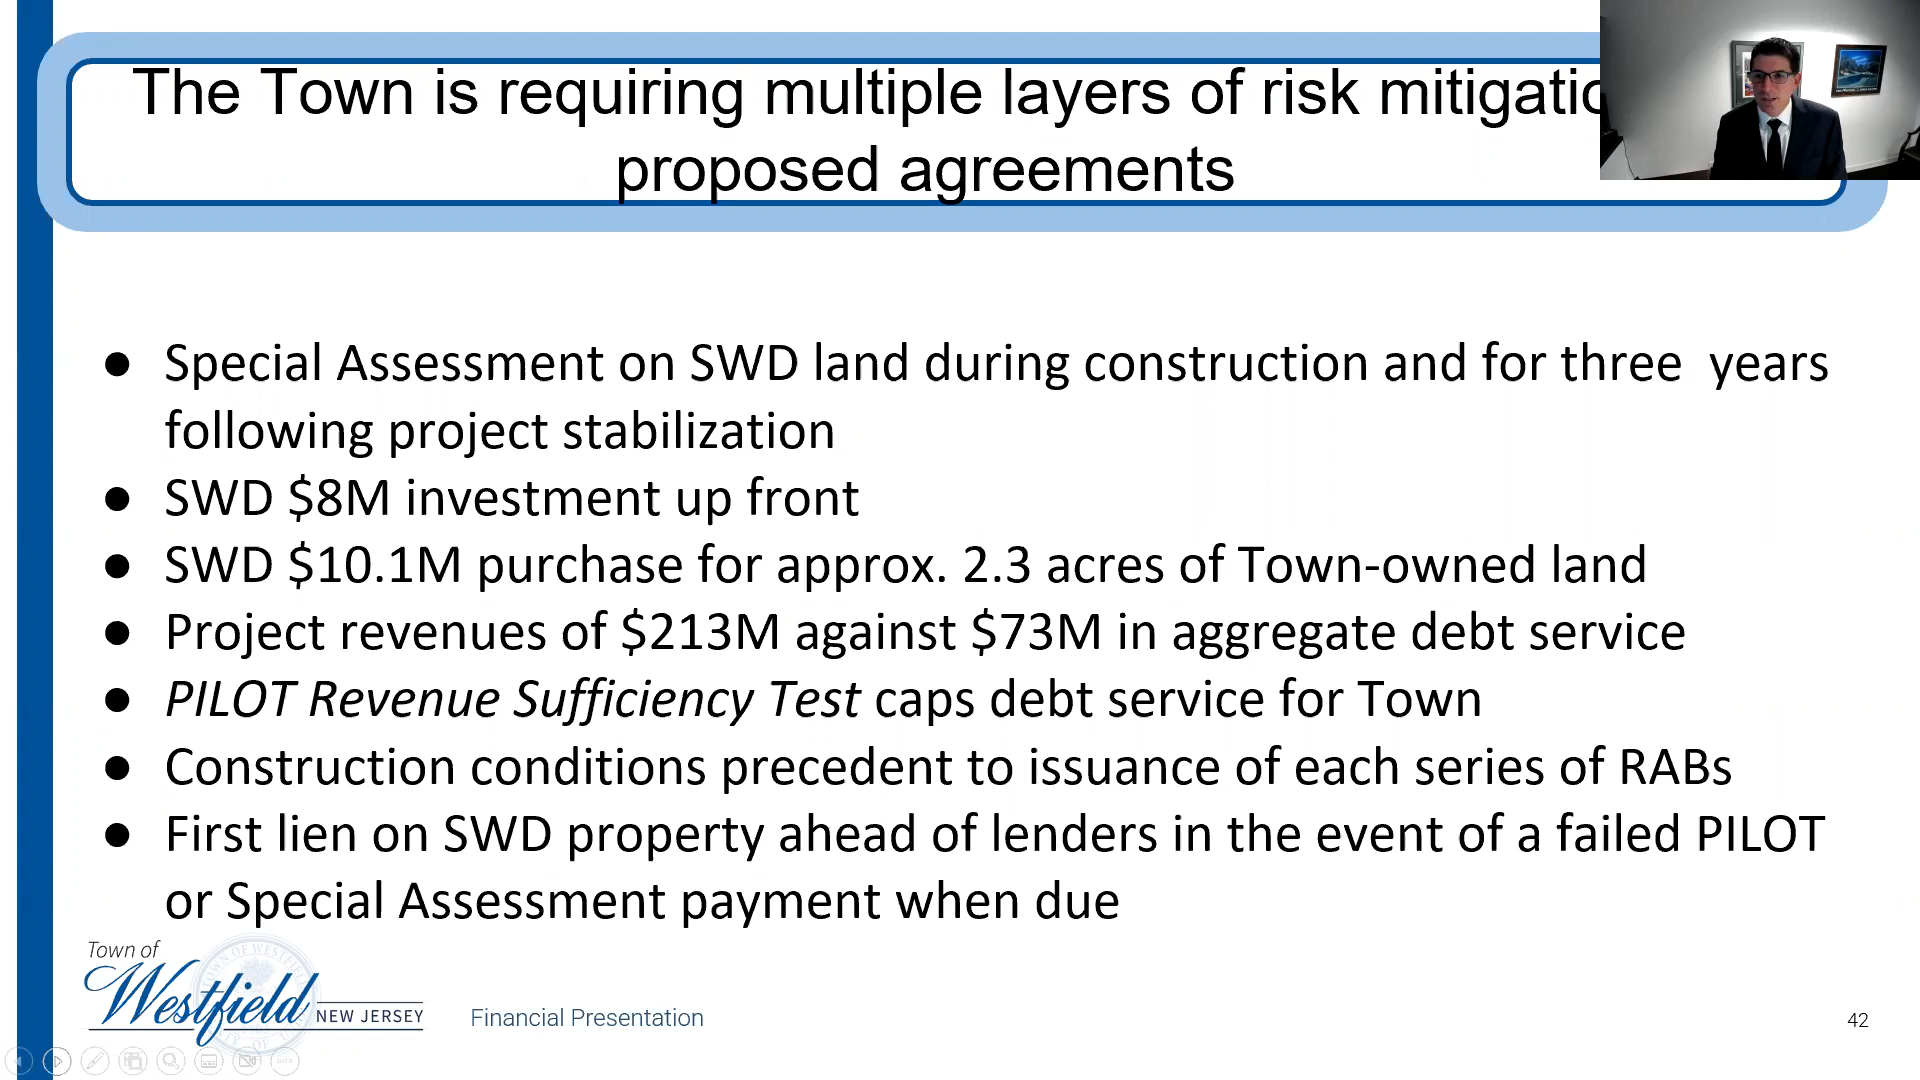 The Town is requiring multiple layers of risk mitigatio
proposed agreements
● Special Assessment on SWD land during construction and for three  years
following project stabilization
● SWD $8M investment up front
● SWD $10.1M purchase for approx. 2.3 acres of Town-owned land
● Project revenues of $213M against $73M in aggregate debt service
● PILOT Revenue Sufficiency Test caps debt service for Town
● Construction conditions precedent to issuance of each series of RABs
● First lien on SWD property ahead of lenders in the event of a failed PILOT
or Special Assessment payment when due
Town of
Westfield
NEW JERSEY
Financial Presentation
42